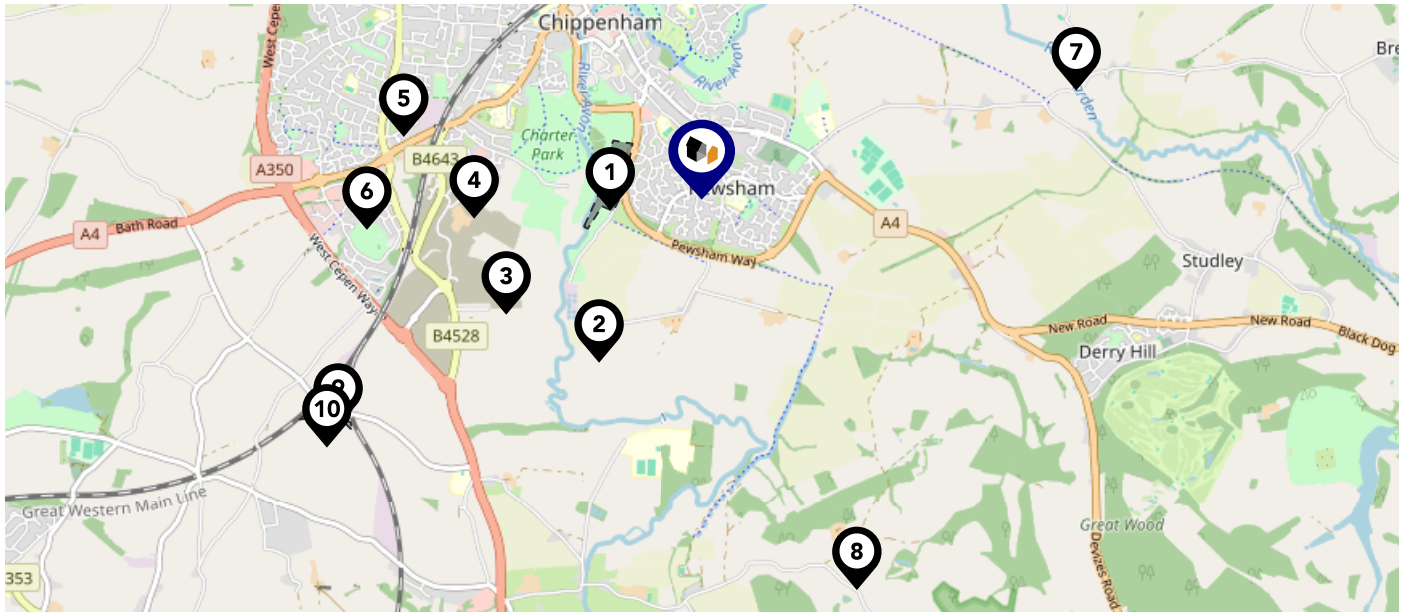 Chippenham
West Cepen
River Avon
River Avon
7
Bre
5
Charter
Park
B4643
A350
1
4
6
A4
Bath Road
A4
West Cepen Way
Pewsham Way
Studley
3
2
B4528
New Road
New Road
Black Dog
Derry Hill
10
Great Western Main Line
Great Wood
8
353
Devizes Road